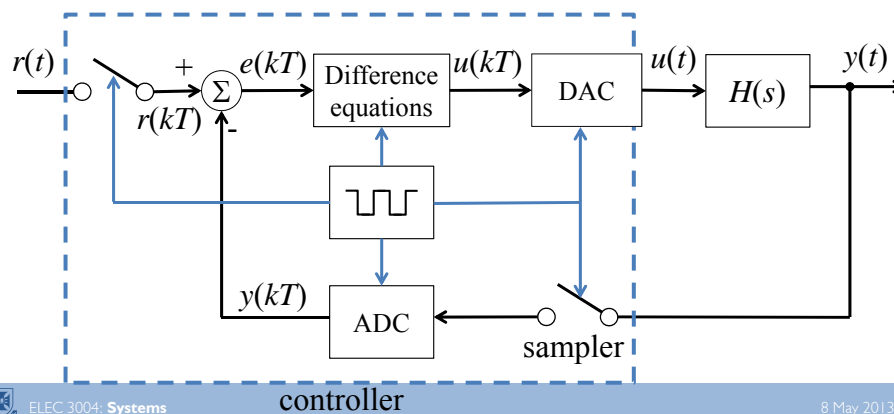 r(t)
+
e(kT)
Difference
equations
u(kT)
DAC
u(t)
H(s)
y(t)
Σ
r(kT)
-
y(kT)
ADC
sampler
controller
ELEC 3004: Systems
8 May 2013